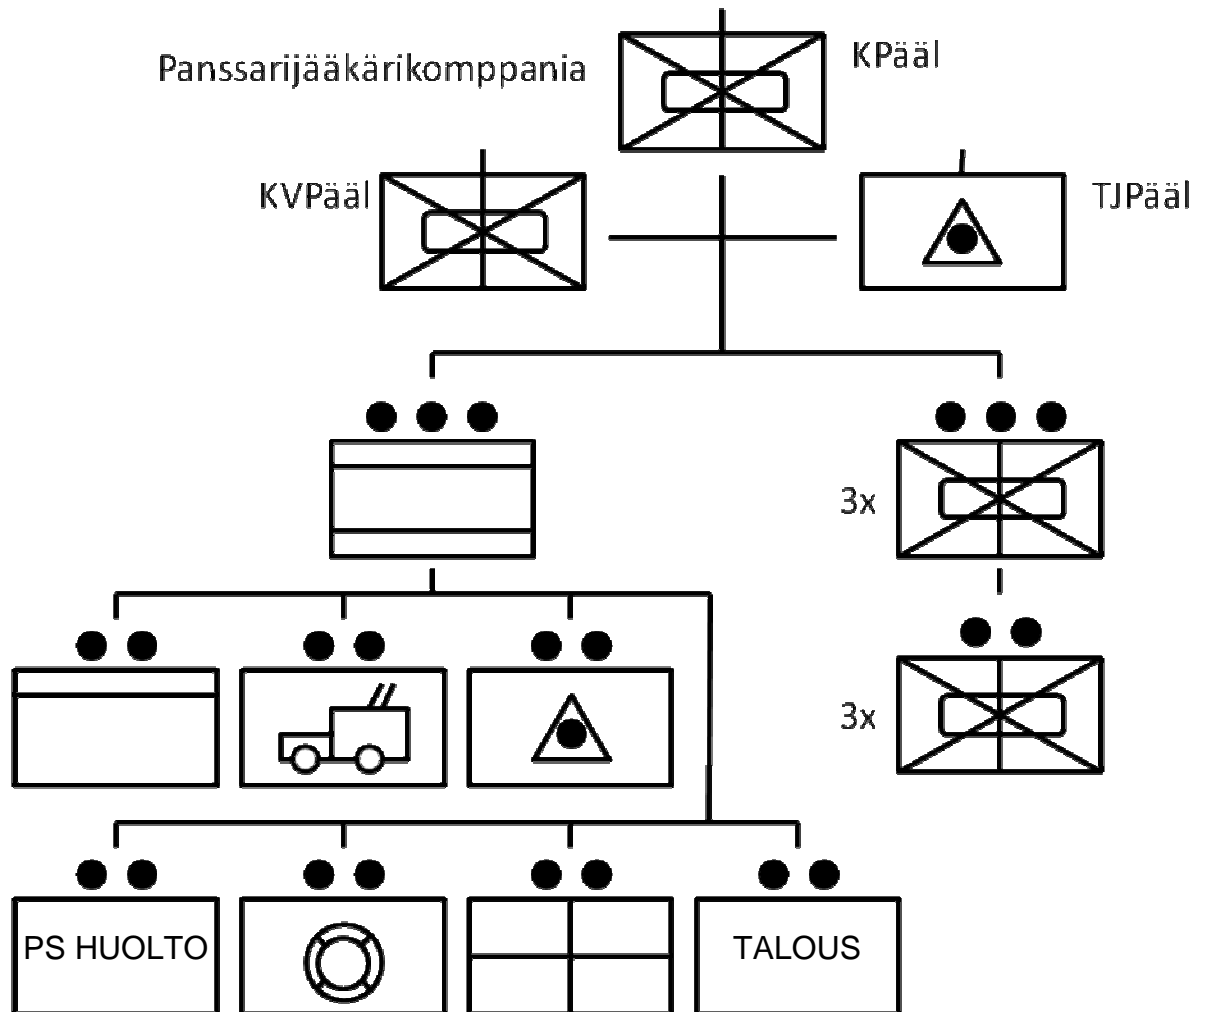 Panssarijääkärikomppania
KPääl
KVPääl
TJPääl
3x
3x
PS HUOLTO
TALOUS